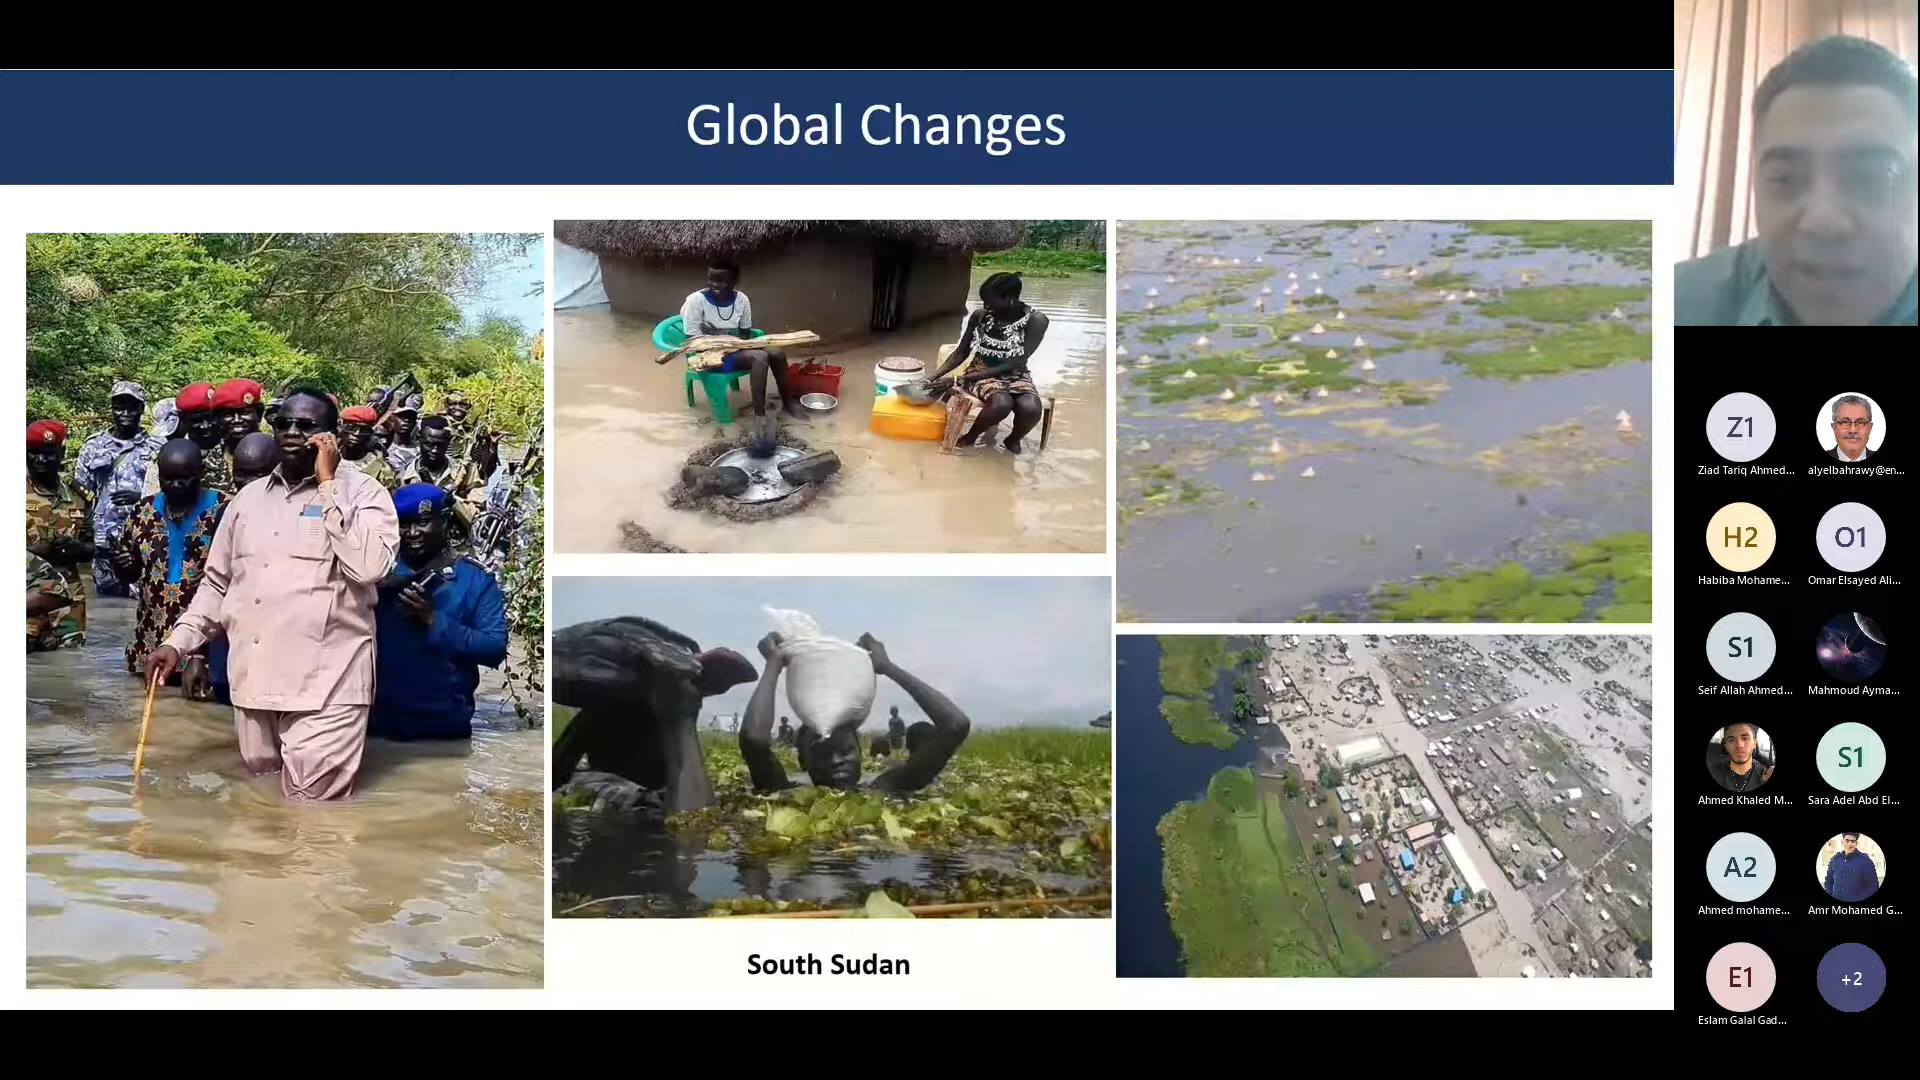 Global Changes
South Sudan
Z1
Ziad Tariq Ahmed...
alyelbahrawy@en...
H2
Habiba Mohame...
O1
Omar Elsayed Ali...
S1
Seif Allah Ahmed...
Mahmoud Ayma...
Ahmed Khaled M...
S1
Sara Adel Abd El...
A2
Ahmed mohame...
Amr Mohamed G...
E1
Eslam Galal Gad...
+2